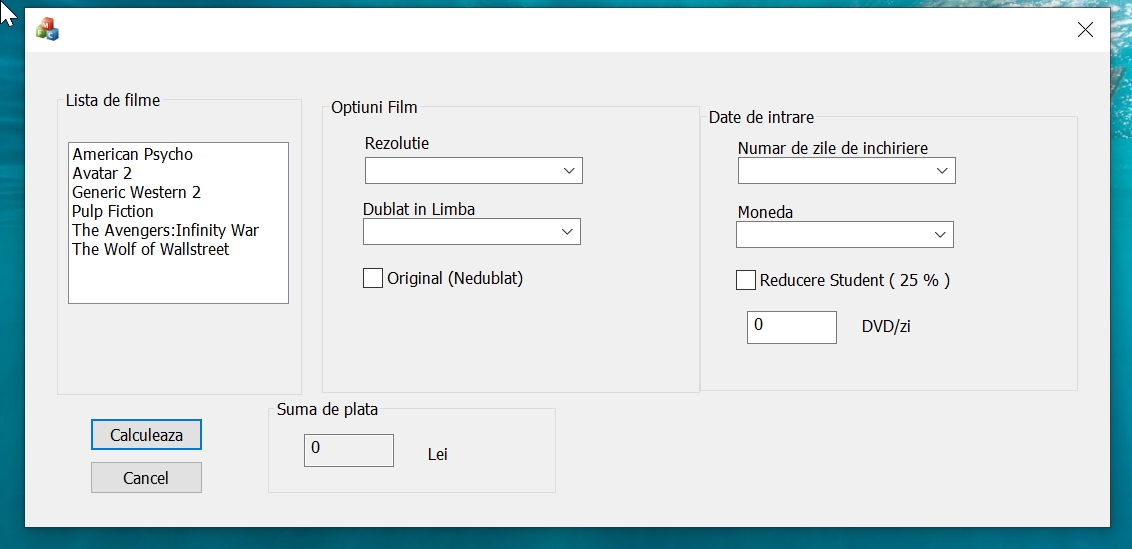 Lista de filme
American Psycho
Avatar 2
Generic Western 2
Pulp Fiction
The Avengers:Infinity War
The Wolf of Wallstreet
Optiuni Film
Rezolutie
Dublat in Limba
Original (Nedublat)
Date de intrare
Numar de zile de inchiriere
Moneda
Reducere Student ( 25 % )
0 DVD/zi
Calculeaza
Cancel
Suma de plata
0 Lei